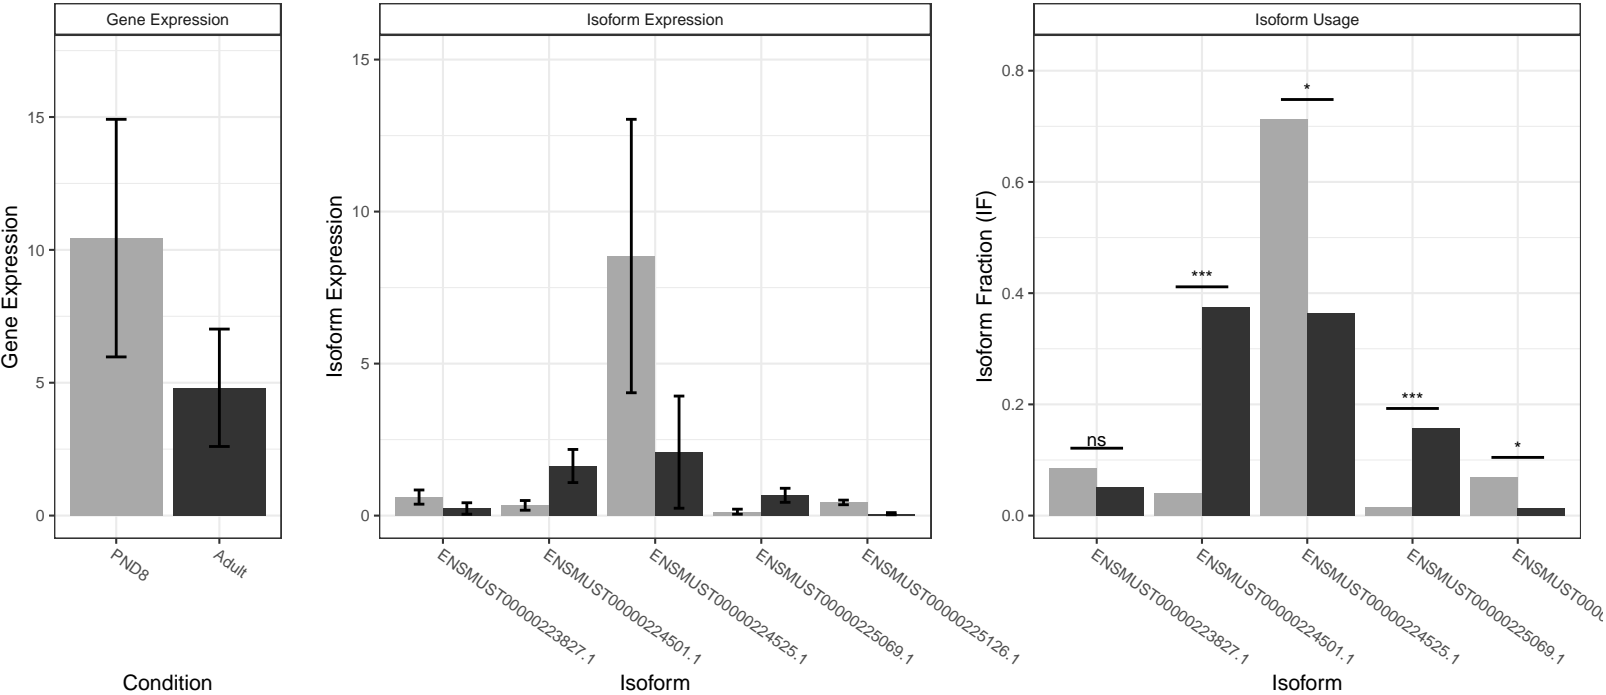 Gene Expression
Isoform Expression
Isoform Usage
Gene Expression
15
10
5
0
PND8
Adult
Condition
Isoform Expression
15
10
5
0
ENSMUST00000223827.1
ENSMUST00000224501.1
ENSMUST00000224525.1
ENSMUST00000225069.1
ENSMUST00000225126.1
Isoform
Isoform Fraction (IF)
0.8
0.6
0.4
0.2
0.0
ns
***
*
***
*
ENSMUST00000223827.1
ENSMUST00000224501.1
ENSMUST00000224525.1
ENSMUST00000225069.1
Isoform